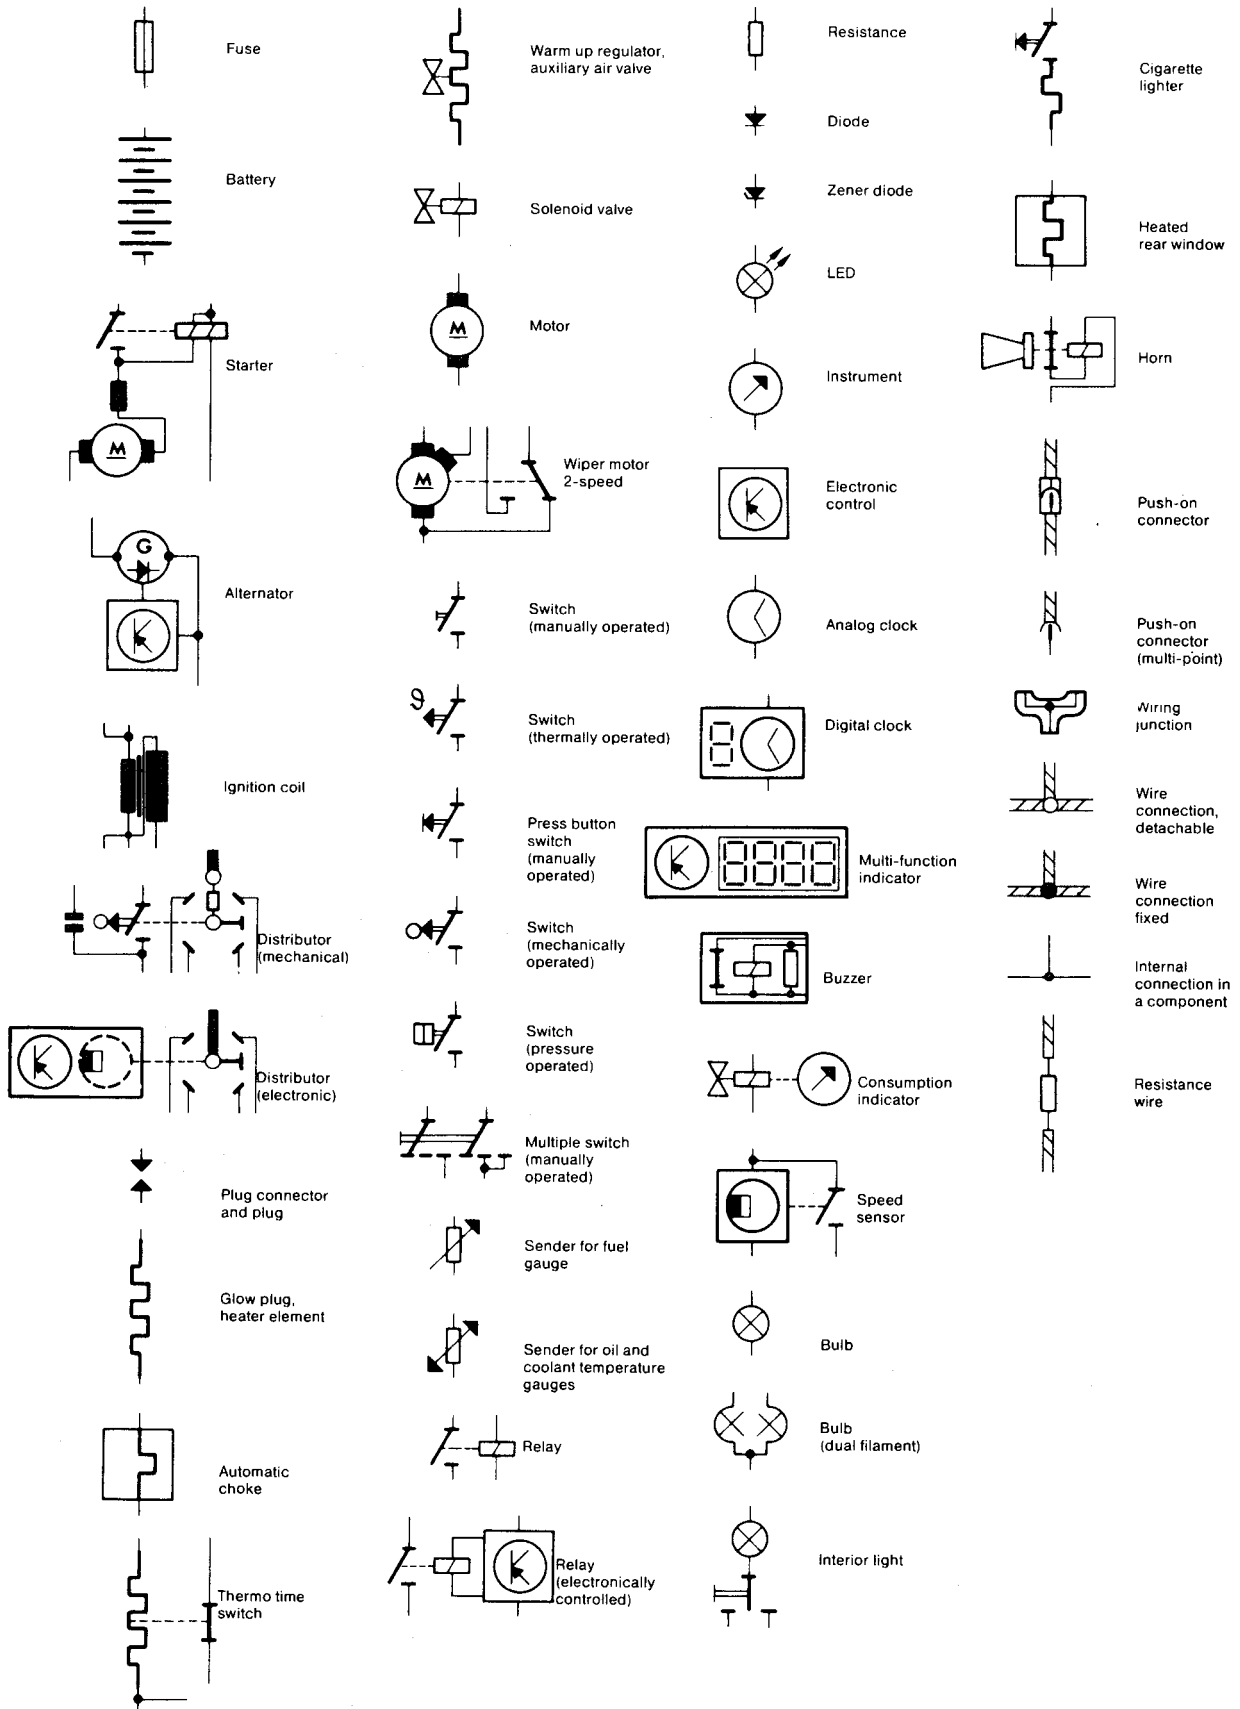 Fuse
Battery
Starter
M
G
Alternator
Ignition coil
Distributor
(mechanical)
Distributor
(electronic)
Plug connector
and plug
Glow plug,
heater element
Automatic
choke
Thermo time
switch
Warm up regulator,
auxiliary air valve
Solenoid valve
M
Motor
M
Wiper motor
2-speed
Switch
(manually operated)
ϑ
Switch
(thermally operated)
Press button
switch
(manually
operated)
Switch
(mechanically
operated)
Switch
(pressure
operated)
Multiple switch
(manually
operated)
Sender for fuel
gauge
Sender for oil and
coolant temperature
gauges
Relay
Relay
(electronically
controlled)
Resistance
Diode
Zener diode
LED
Instrument
Electronic
control
Analog clock
8
Digital clock
8888
Multi-function
indicator
Buzzer
Consumption
indicator
Speed
sensor
Bulb
Bulb
(dual filament)
Interior light
Cigarette
lighter
Heated
rear window
Horn
Push-on
connector
Push-on
connector
(multi-point)
Wiring
junction
Wire
connection,
detachable
Wire
connection
fixed
Internal
connection in
a component
Resistance
wire